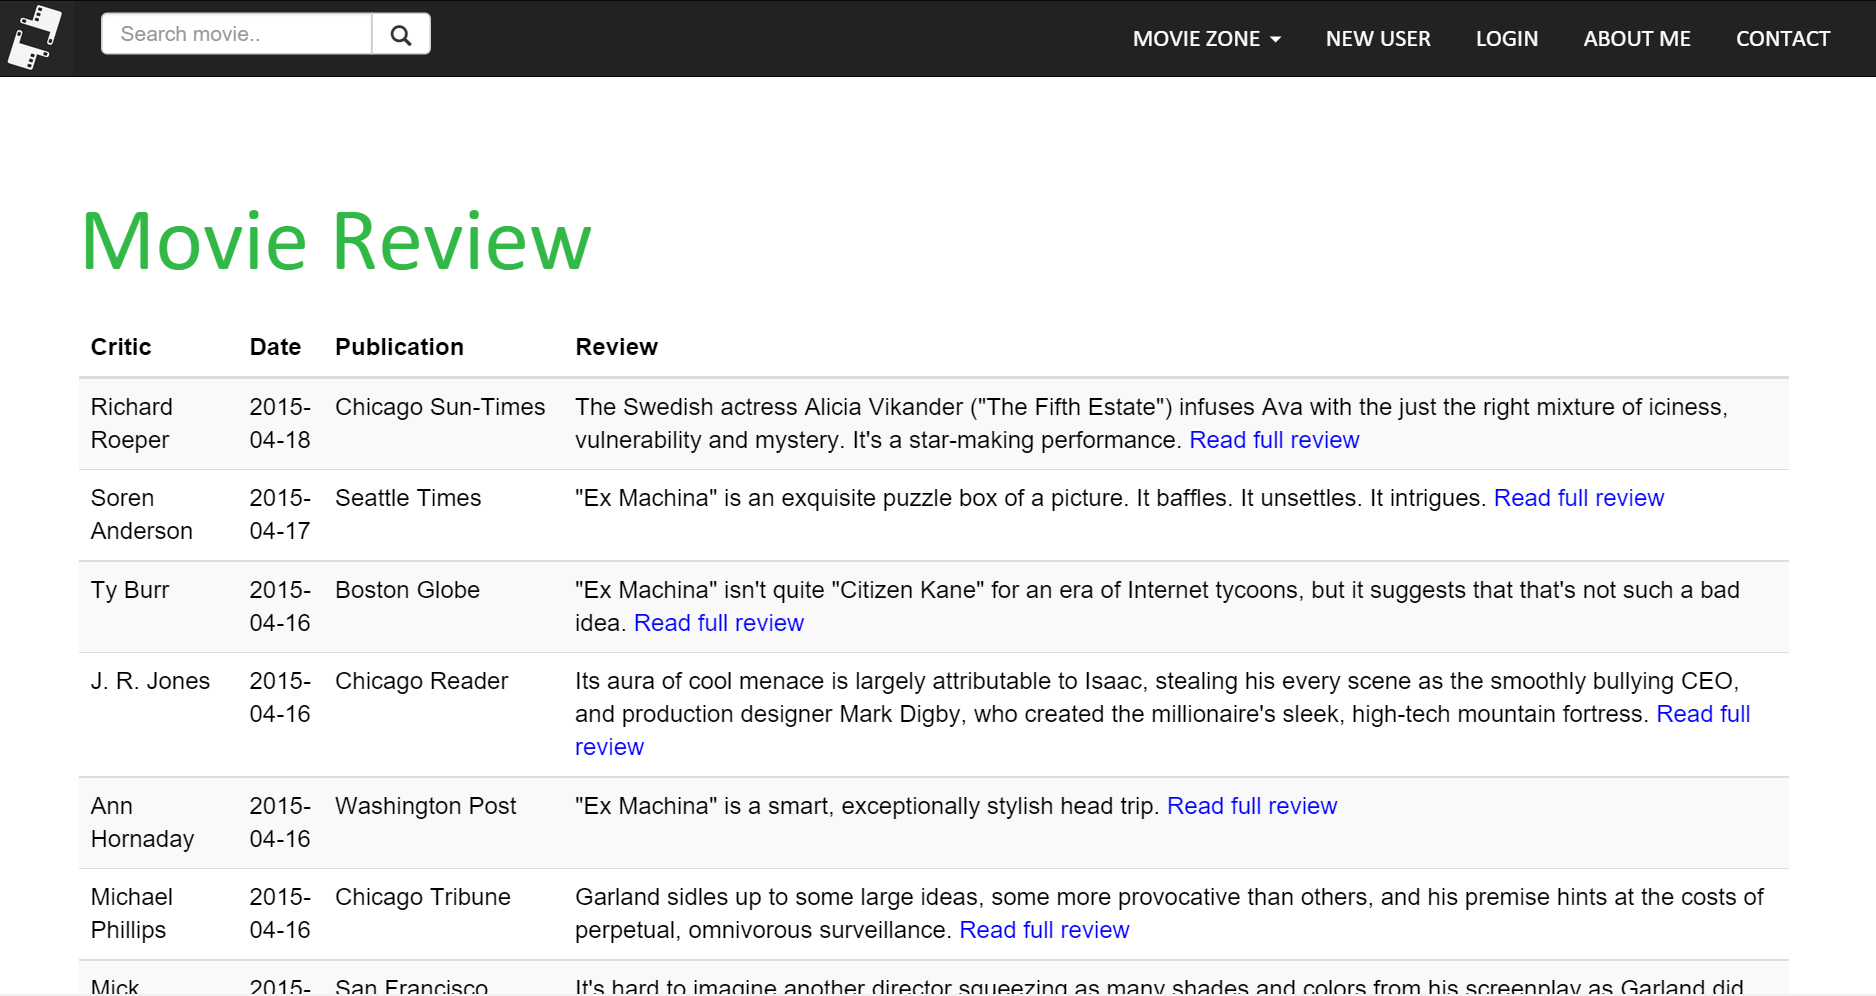 Search movie..
MOVIE ZONE NEW USER LOGIN ABOUT ME CONTACT
Movie Review
Critic Date Publication Review
Richard 2015- Chicago Sun-Times The Swedish actress Alicia Vikander ("The Fifth Estate") infuses Ava with the just the right mixture of iciness,
Roeper 04-18 vulnerability and mystery. It's a star-making performance. Read full review
Soren 2015- Seattle Times "Ex Machina" is an exquisite puzzle box of a picture. It baffles. It unsettles. It intrigues. Read full review
Anderson 04-17
Ty Burr 2015- Boston Globe "Ex Machina" isn't quite "Citizen Kane" for an era of Internet tycoons, but it suggests that that's not such a bad
04-16 idea. Read full review
J. R. Jones 2015- Chicago Reader Its aura of cool menace is largely attributable to Isaac, stealing his every scene as the smoothly bullying CEO,
04-16 and production designer Mark Digby, who created the millionaire's sleek, high-tech mountain fortress. Read full
review
Ann 2015- Washington Post "Ex Machina" is a smart, exceptionally stylish head trip. Read full review
Hornaday 04-16
Michael 2015- Chicago Tribune Garland sidles up to some large ideas, some more provocative than others, and his premise hints at the costs of
Phillips 04-16 perpetual, omnivorous surveillance. Read full review
Mick 2015- San Francisco It's hard to imagine another director squeezing as many shades and colors from his screenplay as Garland did